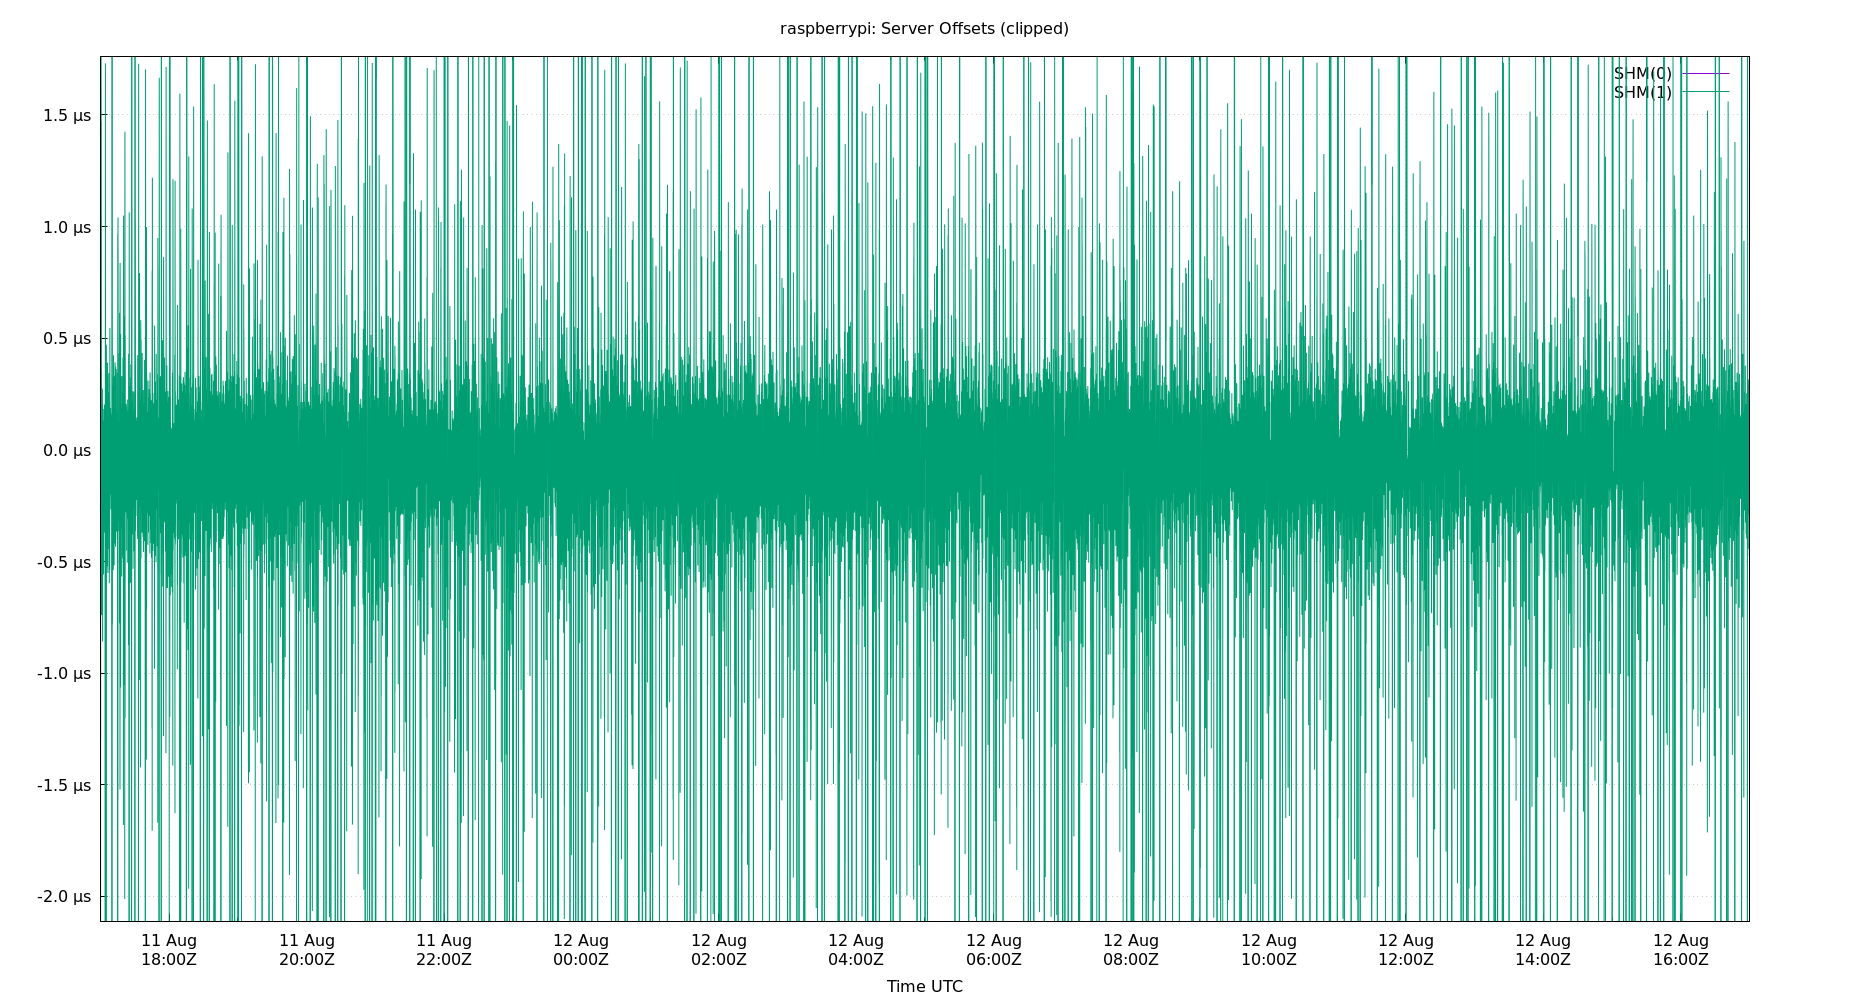 raspberrypi: Server Offsets (clipped)
SHM(0)
SHM(1)
1.5 µs
1.0 µs
0.5 µs
0.0 µs
-0.5 µs
-1.0 µs
-1.5 µs
-2.0 µs
11 Aug 11 Aug 11 Aug 12 Aug 12 Aug 12 Aug 12 Aug 12 Aug 12 Aug 12 Aug 12 Aug 12 Aug
18:00Z 20:00Z 22:00Z 00:00Z 02:00Z 04:00Z 06:00Z 08:00Z 10:00Z 12:00Z 14:00Z 16:00Z
Time UTC